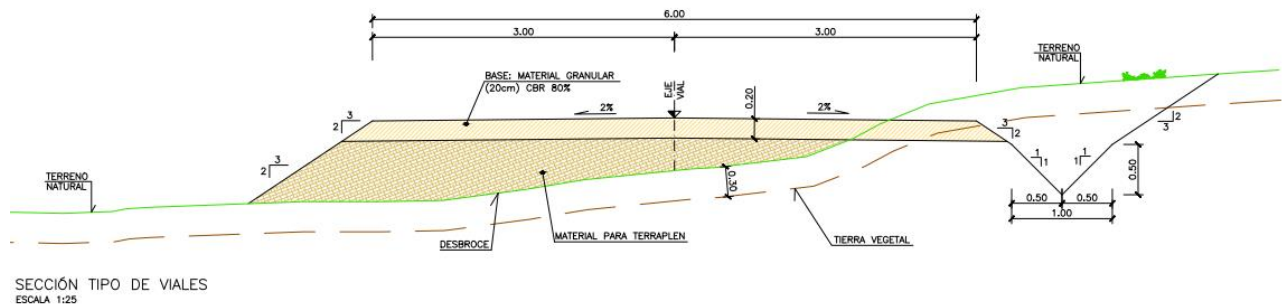 6.00
3.00
3.00
TERRENO
NATURAL
BASE: MATERIAL GRANULAR
(20cm) CBR 80%
EJE
VIAL
2%
0.20
2%
3
2
3
2
3
2
2
3
1
1
1
1
0.50
TERRENO
NATURAL
0.30
0.50
0.50
1.00
DESBROCE
MATERIAL PARA TERRAPLEN
TIERRA VEGETAL
SECCIÓN TIPO DE VIALES
ESCALA 1:25